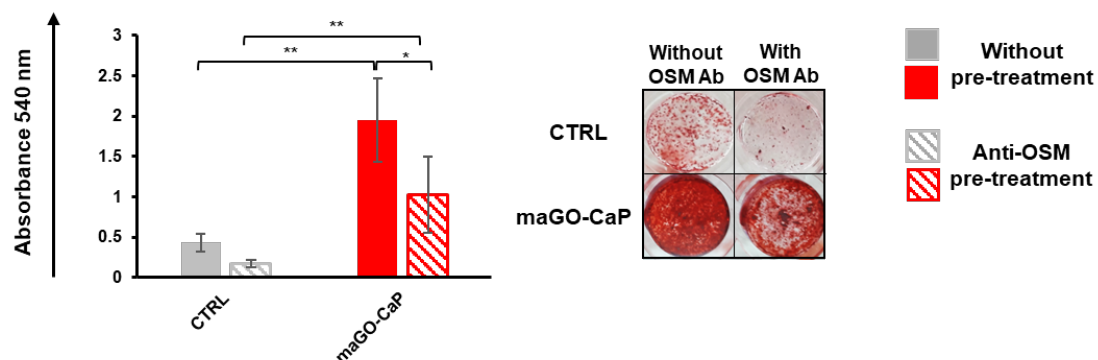 Absorbance 540 nm
3
2.5
2
1.5
1
0.5
0
**
**
*
CTRL
maGO-CaP
Without
OSM Ab
With
OSM Ab
CTRL
maGO-CaP
Without
pre-treatment
Anti-OSM
pre-treatment